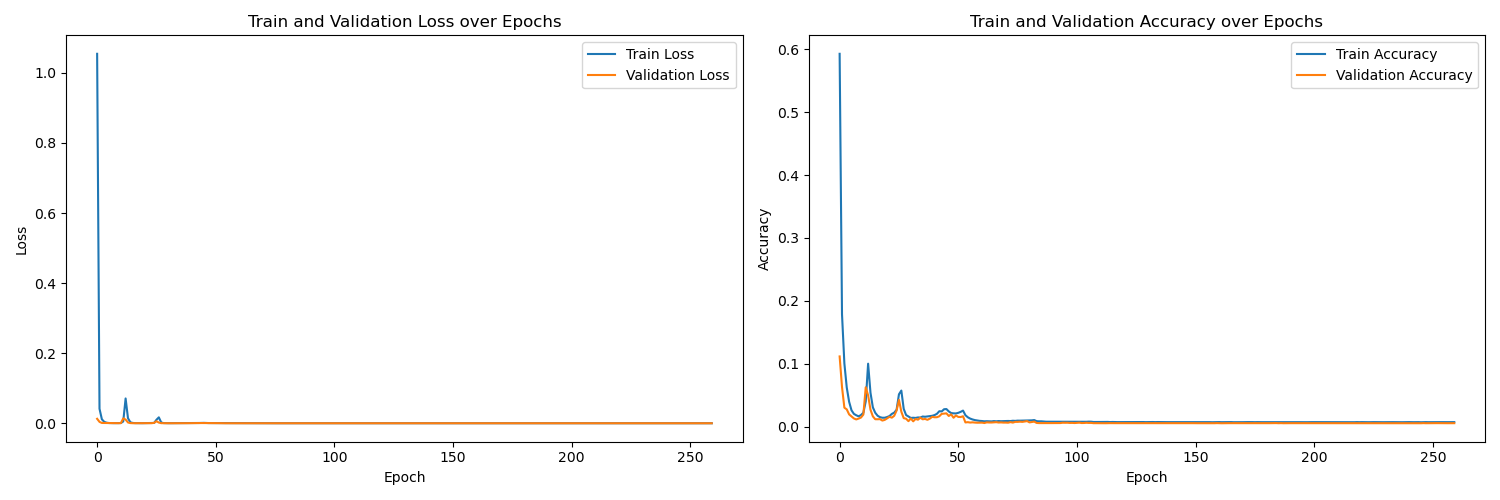 Train and Validation Loss over Epochs
Train Loss
Validation Loss
1.0
0.8
0.6
0.4
0.2
0.0
Loss
0
50
100
150
200
250
Epoch
Train and Validation Accuracy over Epochs
Train Accuracy
Validation Accuracy
0.6
0.5
0.4
0.3
0.2
0.1
0.0
Accuracy
0
50
100
150
200
250
Epoch